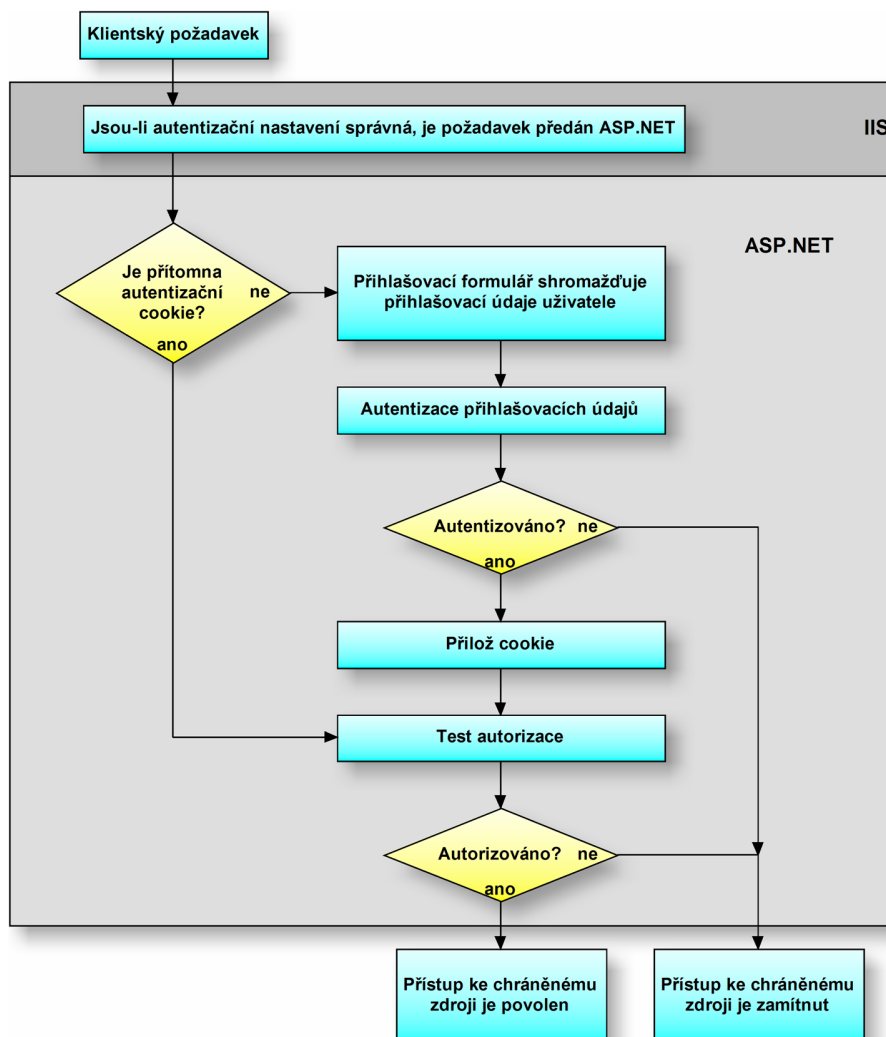 Klientský požadavek
Jsou-li autentizační nastavení správná, je požadavek předán ASP.NET
IIS
ASP.NET
Je přítomna
autentizační
cookie?
ne
ano
Přihlašovací formulář shromažďuje
přihlašovací údaje uživatele
Autentizace přihlašovacích údajů
Autentizováno?
ne
ano
Přilož cookie
Test autorizace
Autorizováno?
ne
ano
Přístup ke chráněnému
zdroji je povolen
Přístup ke chráněnému
zdroji je zamítnut